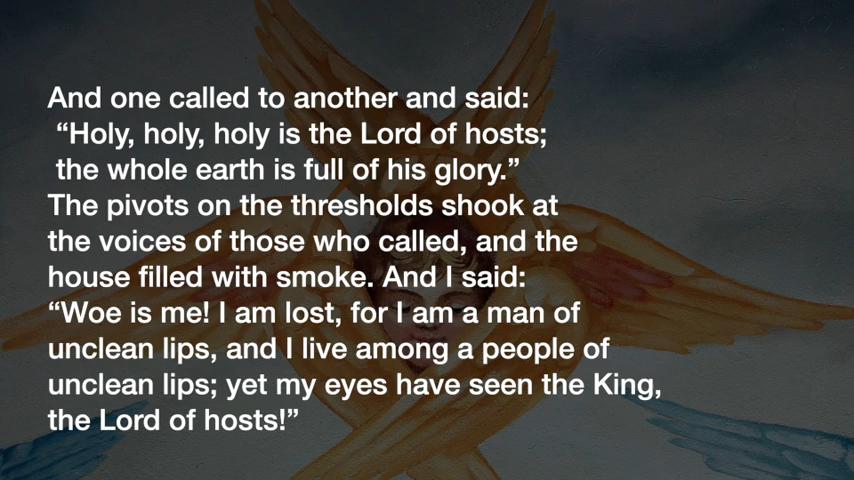 And one called to another and said:
“Holy, holy, holy is the Lord of hosts;
the whole earth is full of his glory.”
The pivots on the thresholds shook at
the voices of those who called, and the
house filled with smoke. And I said:
“Woe is me! I am lost, for I am a man of
unclean lips, and I live among a people of
unclean lips; yet my eyes have seen the King,
the Lord of hosts!”